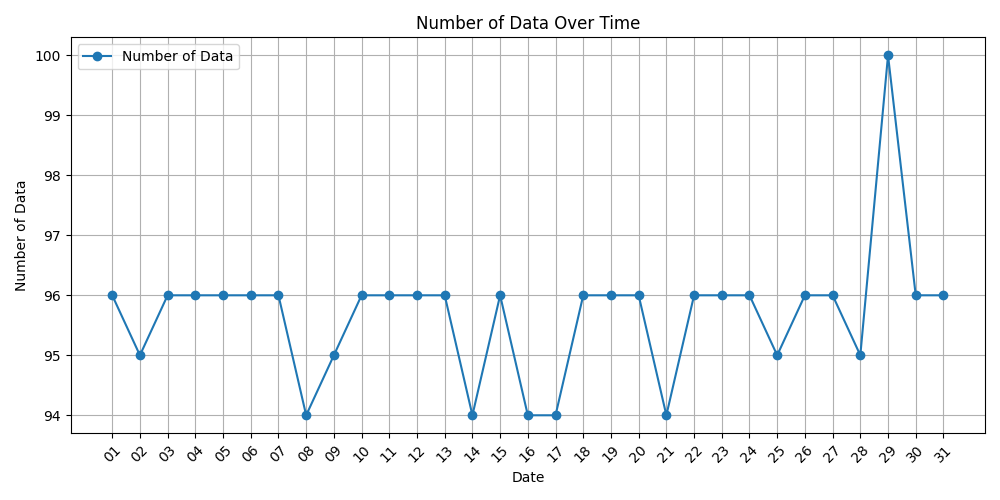 Number of Data Over Time
Number of Data
Number of Data
100
99
98
97
96
95
94
01 02 03 04 05 06 07 08 09 10 11 12 13 14 15 16 17 18 19 20 21 22 23 24 25 26 27 28 29 30 31
Date